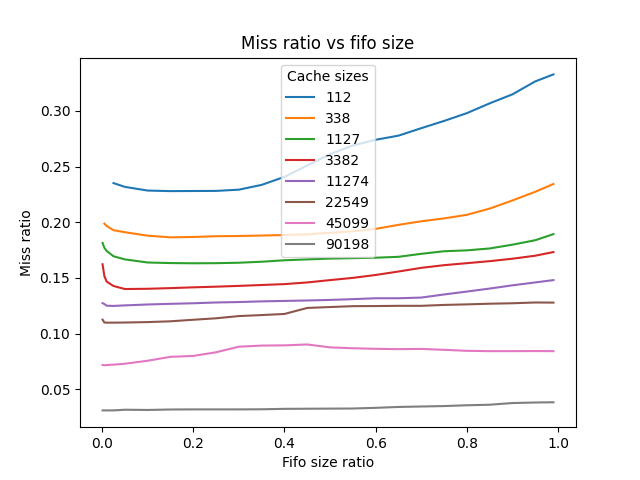 Miss ratio vs fifo size
Cache sizes
112
338
1127
3382
11274
22549
45099
90198
Miss ratio
0.30
0.25
0.20
0.15
0.10
0.05
0.0 0.2 0.4 0.6 0.8 1.0
Fifo size ratio